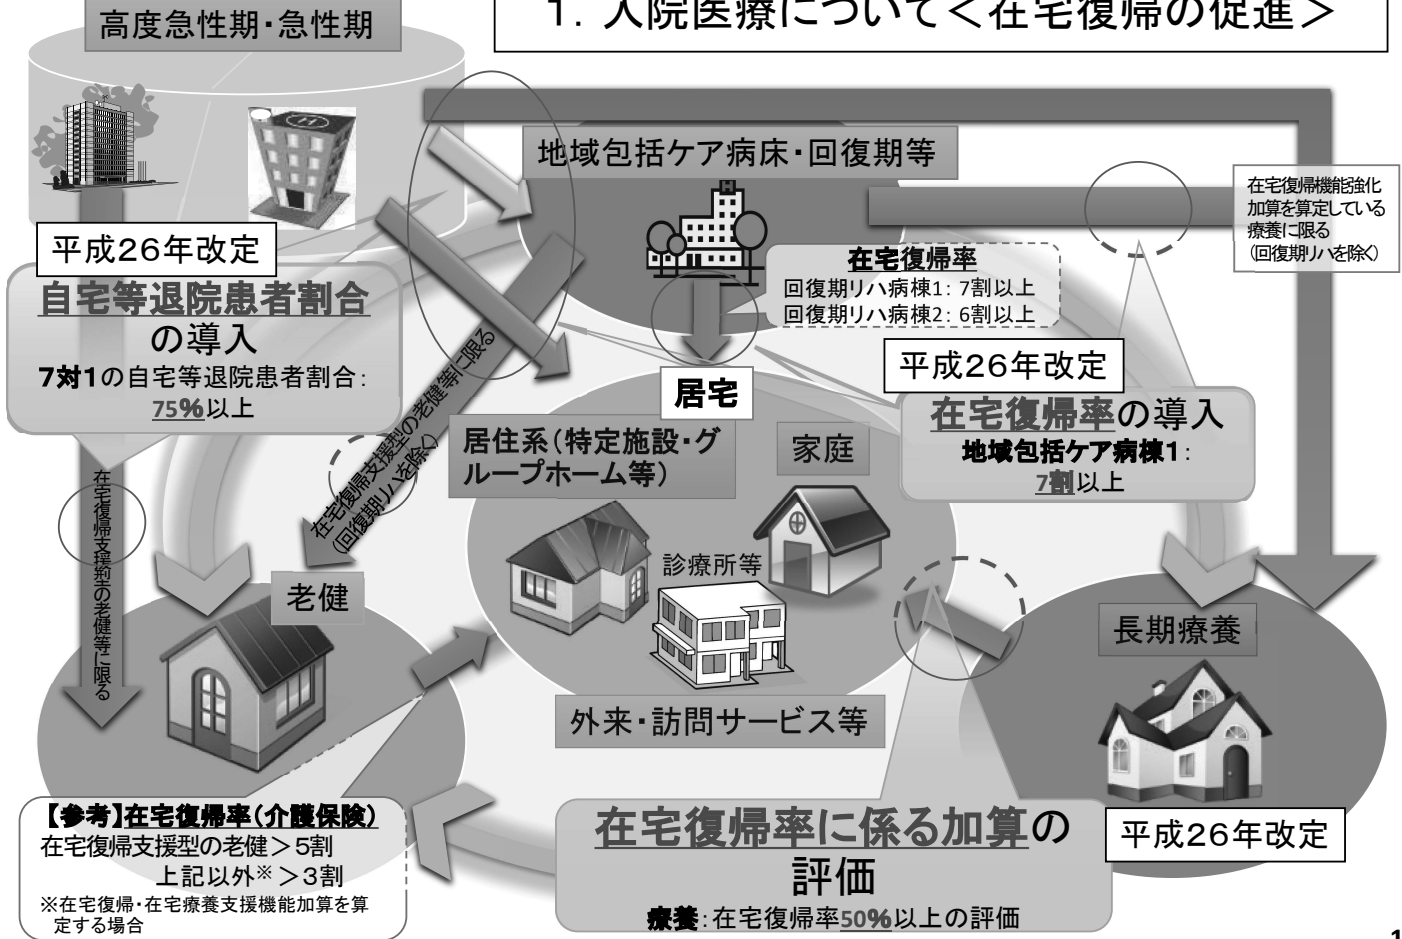 1. 入院医療について＜在宅復帰の促進＞
高度急性期・急性期
地域包括ケア病床・回復期等
在宅復帰機能強化
加算を算定している
療養に限る
(回復期リハを除く)
平成26年改定
自宅等退院患者割合
の導入
7対1の自宅等退院患者割合:
75%以上
在宅復帰率
回復期リハ病棟1: 7割以上
回復期リハ病棟2: 6割以上
平成26年改定
在宅復帰率の導入
地域包括ケア病棟1:
7割以上
在宅復帰支援型の老健等に限る
(回復期リハを除く)
居宅
居住系(特定施設・グ
ループホーム等)
家庭
診療所等
外来・訪問サービス等
在宅復帰支援型の老健等に限る
老健
長期療養
【参考】在宅復帰率(介護保険)
在宅復帰支援型の老健＞5割
上記以外※＞3割
※在宅復帰・在宅療養支援機能加算を算
定する場合
在宅復帰率に係る加算の
評価
療養:在宅復帰率50%以上の評価
平成26年改定
1